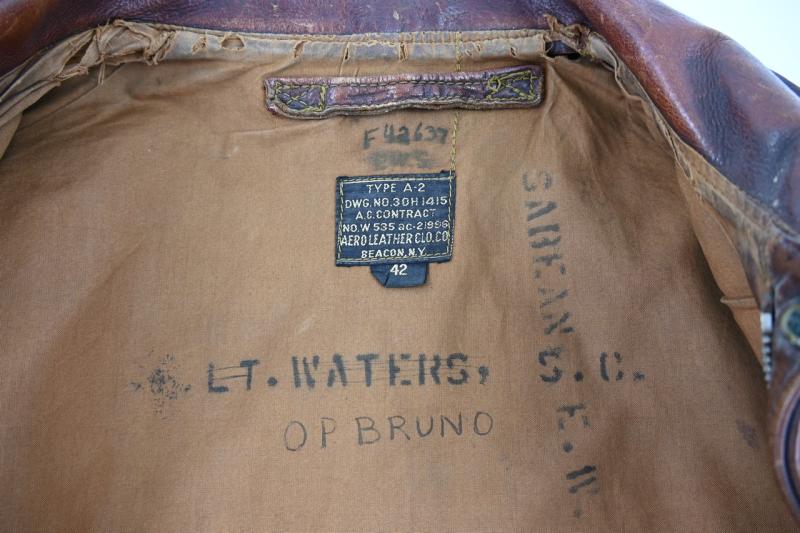 F42637
TYPE A-2
DWG. NO. 30H1415
A.C. CONTRACT
NO. W 535 ac-21996
AERO LEATHER CLO. CO.
BEACON, N.Y.
42
LT. WATERS, S. C.
OP BRUNO
SABEAN E. W.